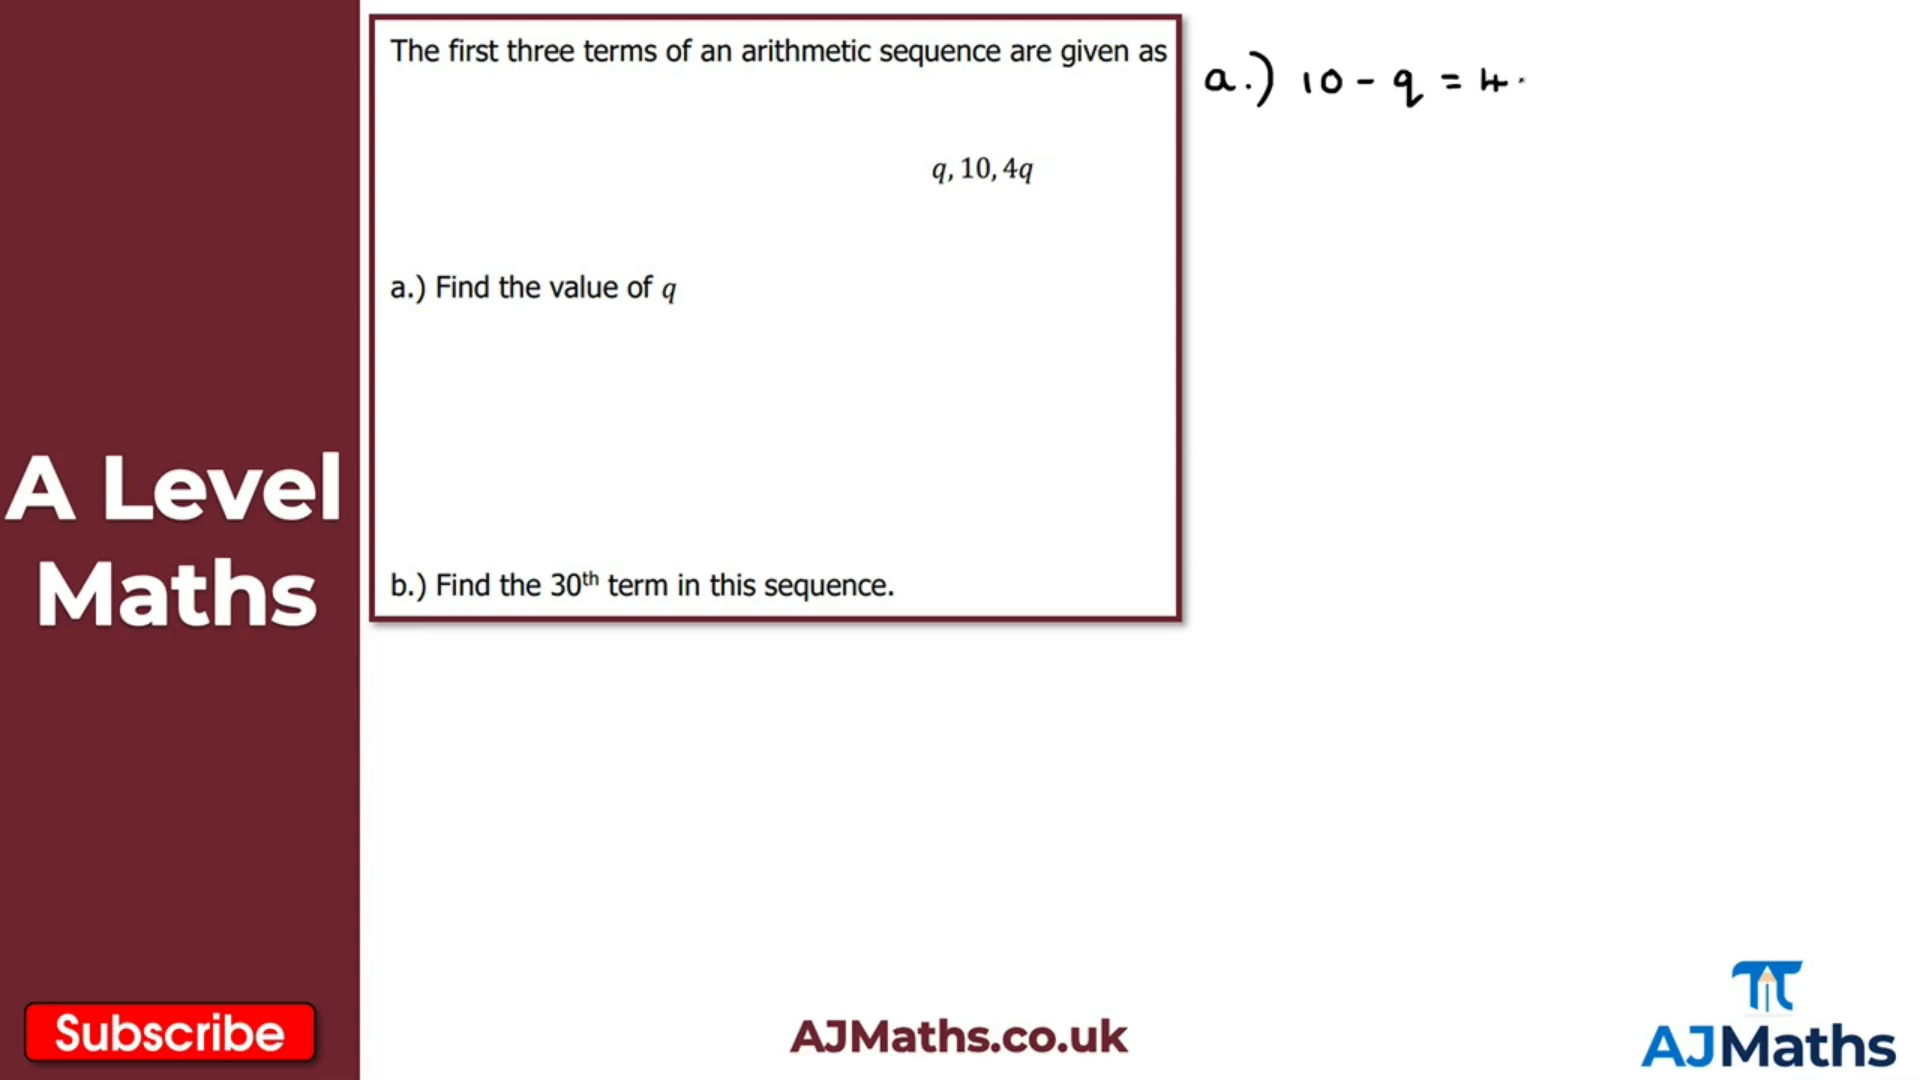 The first three terms of an arithmetic sequence are given as
q, 10, 4q
a.) Find the value of q
b.) Find the 30th term in this sequence.
a.) 10 - q = 4
A Level
Maths
Subscribe
AJMaths.co.uk
AJMaths